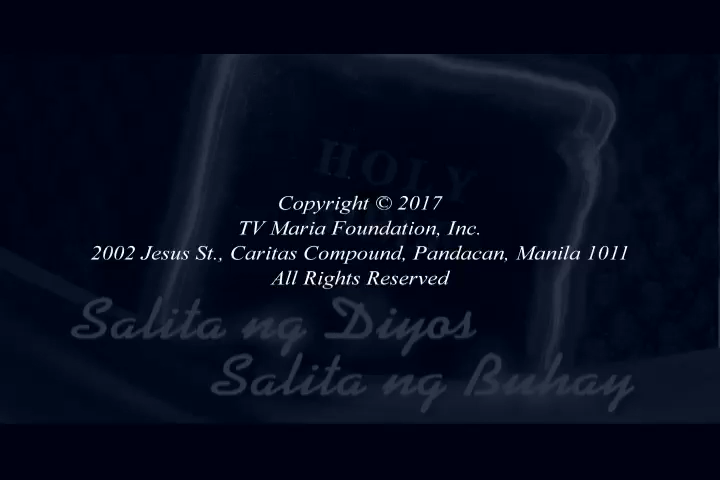 HOLY
Copyright © 2017
TV Maria Foundation, Inc.
2002 Jesus St., Caritas Compound, Pandacan, Manila 1011
All Rights Reserved
Salita ng Diyos
Salita ng Buhay